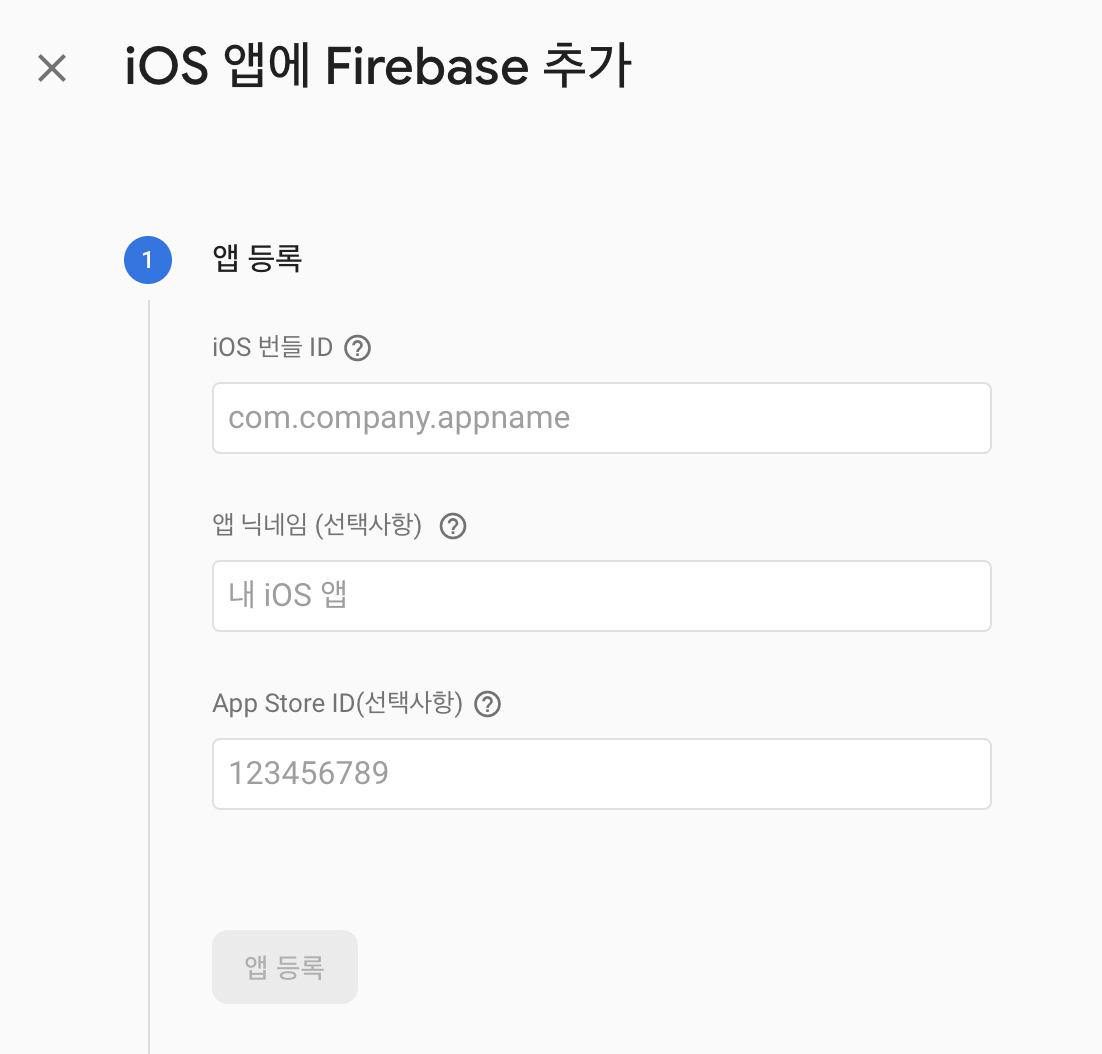 iOS 앱에 Firebase 추가
1 앱 등록
iOS 번들 ID ?
com.company.appname
앱 닉네임 (선택사항) ?
내 iOS 앱
App Store ID(선택사항) ?
123456789
앱 등록